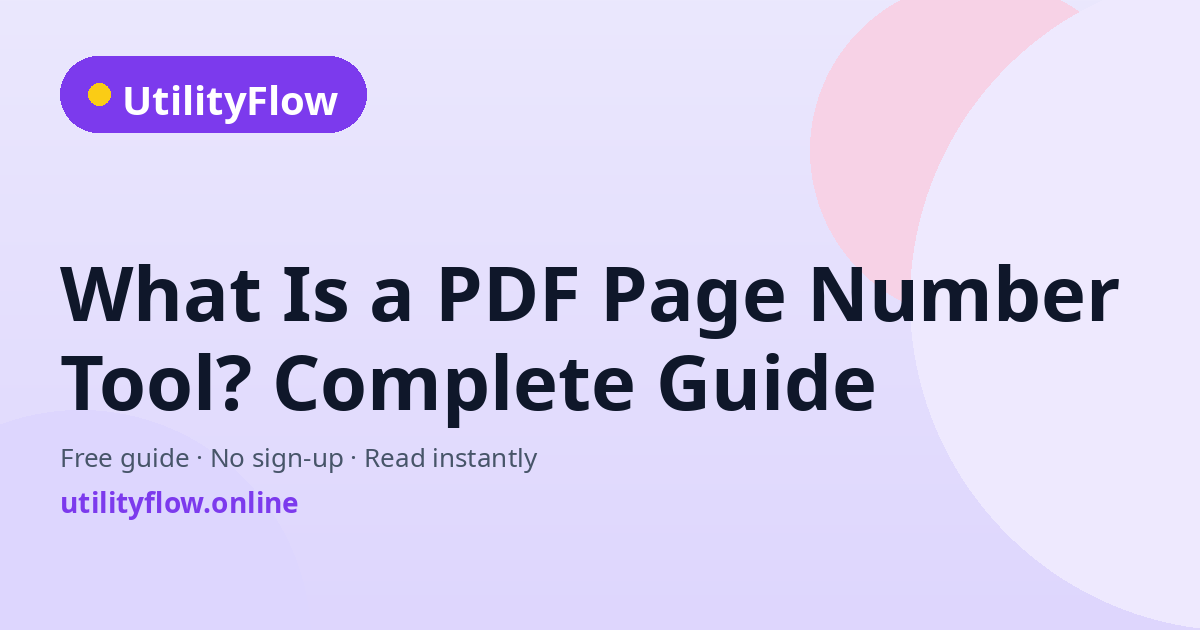 UtilityFlow
What Is a PDF Page Number
Tool? Complete Guide
Free guide · No sign-up · Read instantly
utilityflow.online